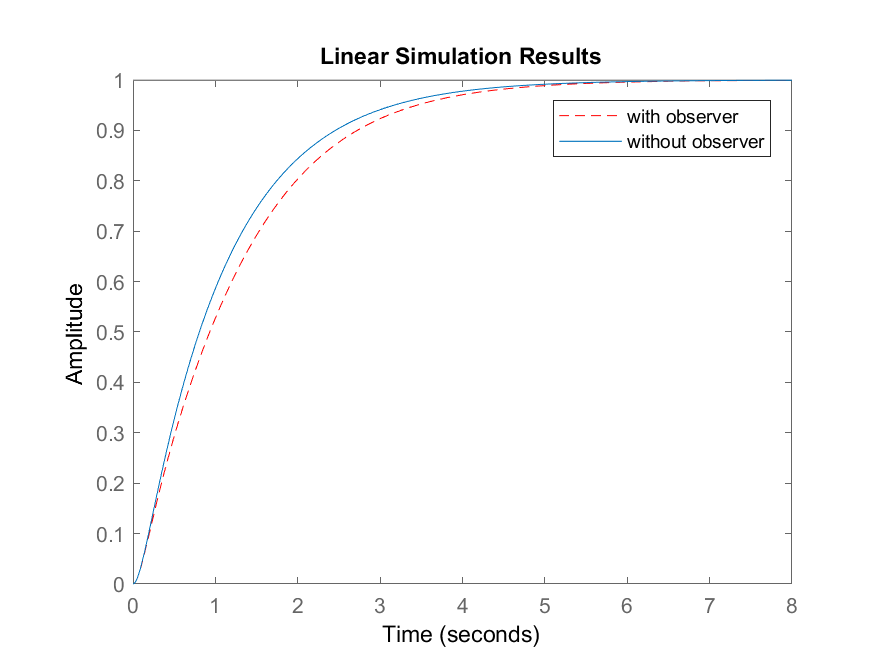 Linear Simulation Results
with observer
without observer
Amplitude
1
0.9
0.8
0.7
0.6
0.5
0.4
0.3
0.2
0.1
0
0 1 2 3 4 5 6 7 8
Time (seconds)